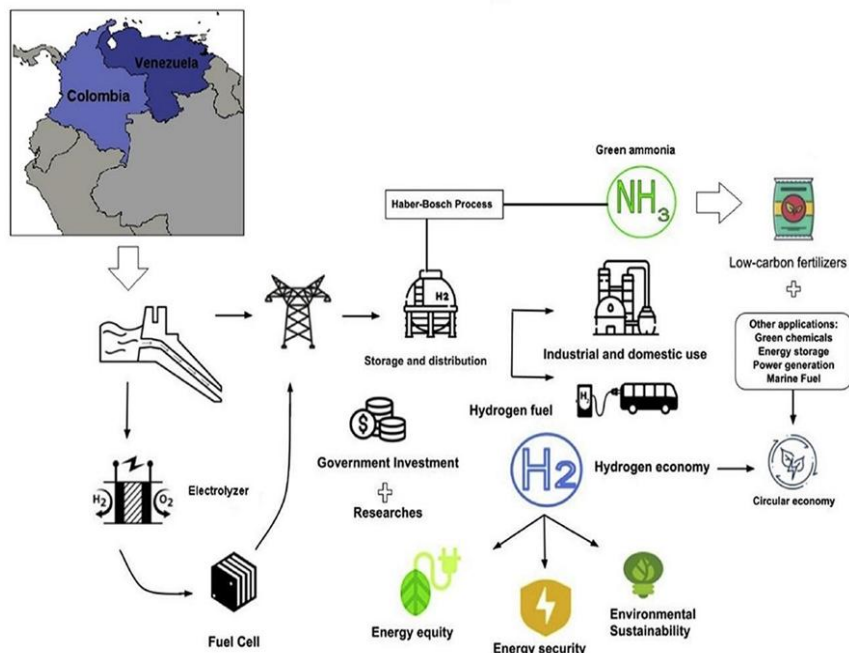 Venezuela
Colombia
Green ammonia
NH3
Haber-Bosch Process
Low-carbon fertilizers
H2
Storage and distribution
Industrial and domestic use
Other applications:
Green chemicals
Energy storage
Power generation
Marine Fuel
Hydrogen fuel
H2
$
Government Investment
Researches
H2
Hydrogen economy
Circular economy
Electrolyzer
H2
O2
Fuel Cell
Energy equity
Energy security
Environmental
Sustainability